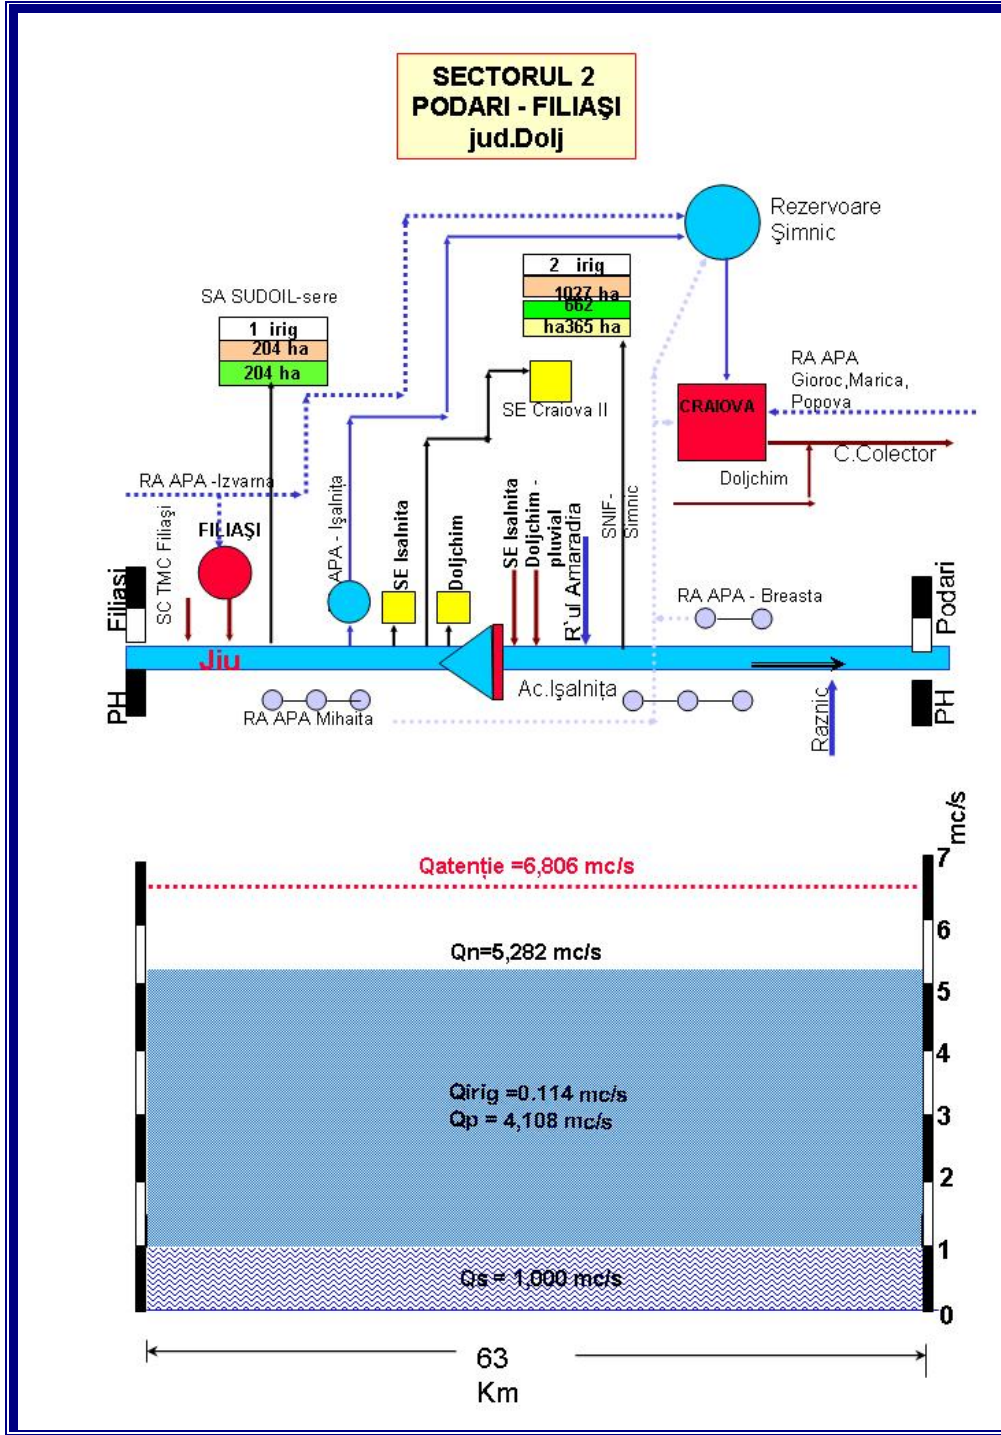 SECTORUL 2
PODARI - FILIAŞI
jud.Dolj
Rezervoare
Şimnic
2 irig
1027 ha
662
ha365 ha
SA SUDOIL-sere
1 irig
204 ha
204 ha
SE Craiova II
RA APA
Gioroc,Marica,
Popova
CRAIOVA
C.Colector
Doljchim
RA APA -Izvarna
FILIAŞI
SC TMC Filiaşi
APA - Işalniţa
SE Isalnita
Doljchim
SE Isalnita
Doljchim -
pluvial
R`ul Amaradia
SNIF-
Simnic
RA APA - Breasta
Filiasi
PH
Podari
PH
Jiu
Ac.Işalniţa
RA APA Mihaita
Raznic
mc/s
7
6
5
4
3
2
1
0
Qatenţie =6,806 mc/s
Qn=5,282 mc/s
Qirig =0.114 mc/s
Qp = 4,108 mc/s
Qs = 1,000 mc/s
63
Km